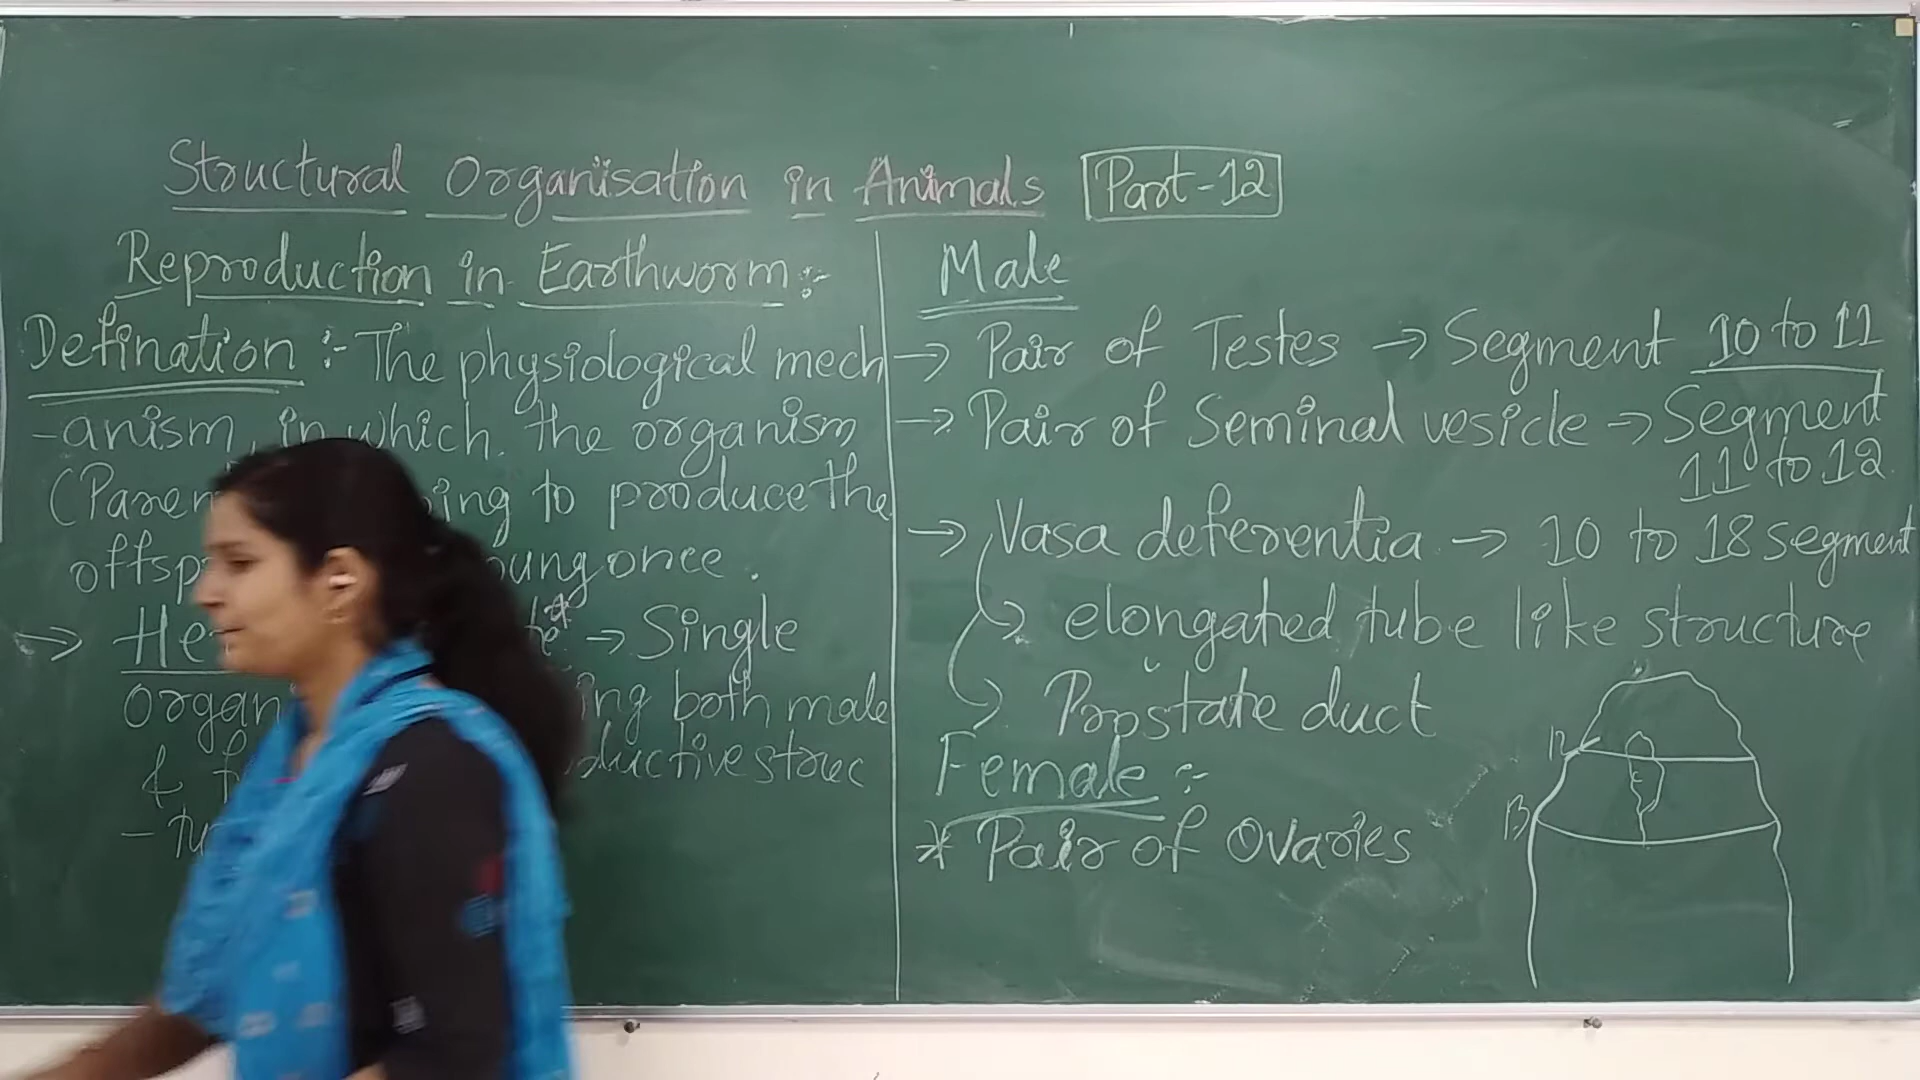 Structural Organisation in Animals Part-12
Reproduction in Earthworm:-
Defination :- The physiological mech
-anism, in which, the organism
(Paren ing to produce the
offsp oung once.
→ He te* → Single
Organi ing both male
& f ductive struc
- tu
Male
→ Pair of Testes → Segment 10 to 11
→ Pair of Seminal vesicle → Segment
11 to 12
→ Vasa deferentia → 10 to 18 segment
elongated tube like structure
Prostate duct
Female :-
* Pair of Ovaries
13